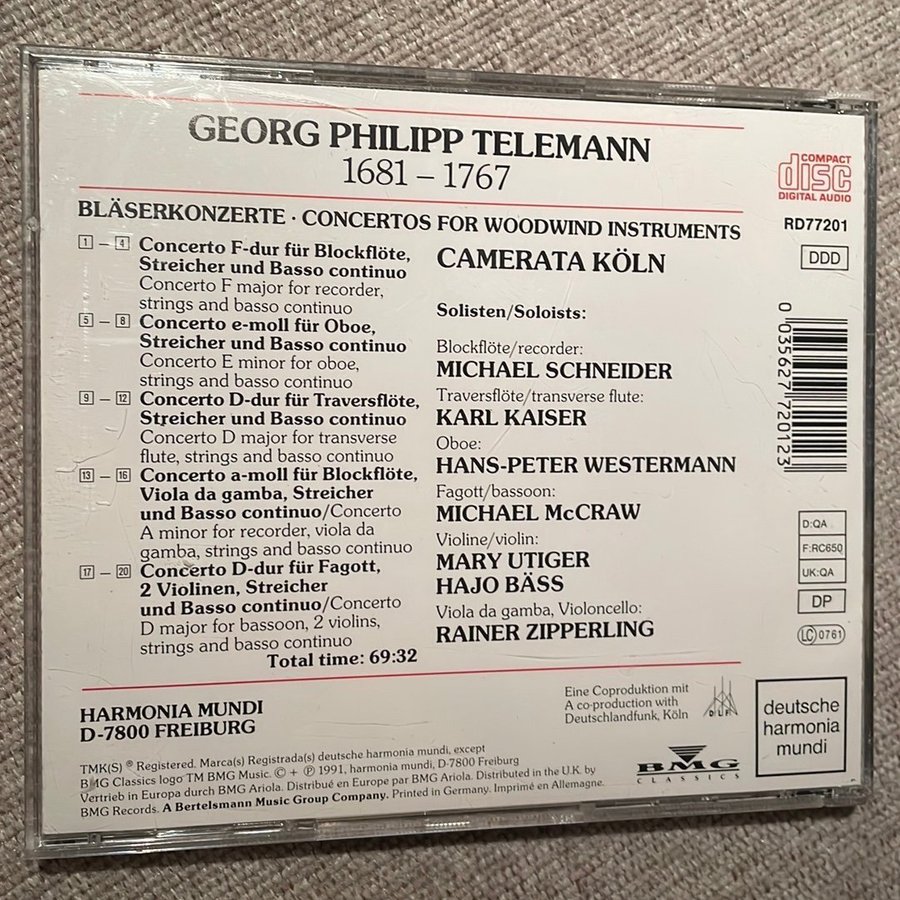 GEORG PHILIPP TELEMANN
1681 – 1767
BLÄSERKONZERTE · CONCERTOS FOR WOODWIND INSTRUMENTS
1 – 4 Concerto F-dur für Blockflöte,
Streicher und Basso continuo
Concerto F major for recorder,
strings and basso continuo
5 – 8 Concerto e-moll für Oboe,
Streicher und Basso continuo
Concerto E minor for oboe,
strings and basso continuo
9 – 12 Concerto D-dur für Traversflöte,
Streicher und Basso continuo
Concerto D major for transverse
flute, strings and basso continuo
13 – 16 Concerto a-moll für Blockflöte,
Viola da gamba, Streicher
und Basso continuo/Concerto
A minor for recorder, viola da
gamba, strings and basso continuo
17 – 20 Concerto D-dur für Fagott,
2 Violinen, Streicher
und Basso continuo/Concerto
D major for bassoon, 2 violins,
strings and basso continuo
Total time: 69:32
CAMERATA KÖLN
Solisten/Soloists:
Blockflöte/recorder:
MICHAEL SCHNEIDER
Traversflöte/transverse flute:
KARL KAISER
Oboe:
HANS-PETER WESTERMANN
Fagott/bassoon:
MICHAEL McCRAW
Violine/violin:
MARY UTIGER
HAJO BÄSS
Viola da gamba, Violoncello:
RAINER ZIPPERLING
COMPACT
disc
DIGITAL AUDIO
RD77201
DDD
0 35627 72012 3
D:QA
F:RC650
UK:QA
DP
LC 0761
HARMONIA MUNDI
D-7800 FREIBURG
Eine Coproduktion mit
A co-production with
Deutschlandfunk, Köln
DLF
TMK(S) ® Registered. Marca(s) Registrada(s) deutsche harmonia mundi, except
BMG Classics logo TM BMG Music. © + ℗ 1991, harmonia mundi, D-7800 Freiburg
Vertrieb in Europa durch BMG Ariola. Distribué en Europe par BMG Ariola. Distributed in the U.K. by
BMG Records. A Bertelsmann Music Group Company. Printed in Germany. Imprimé en Allemagne.
BMG
CLASSICS
deutsche
harmonia
mundi